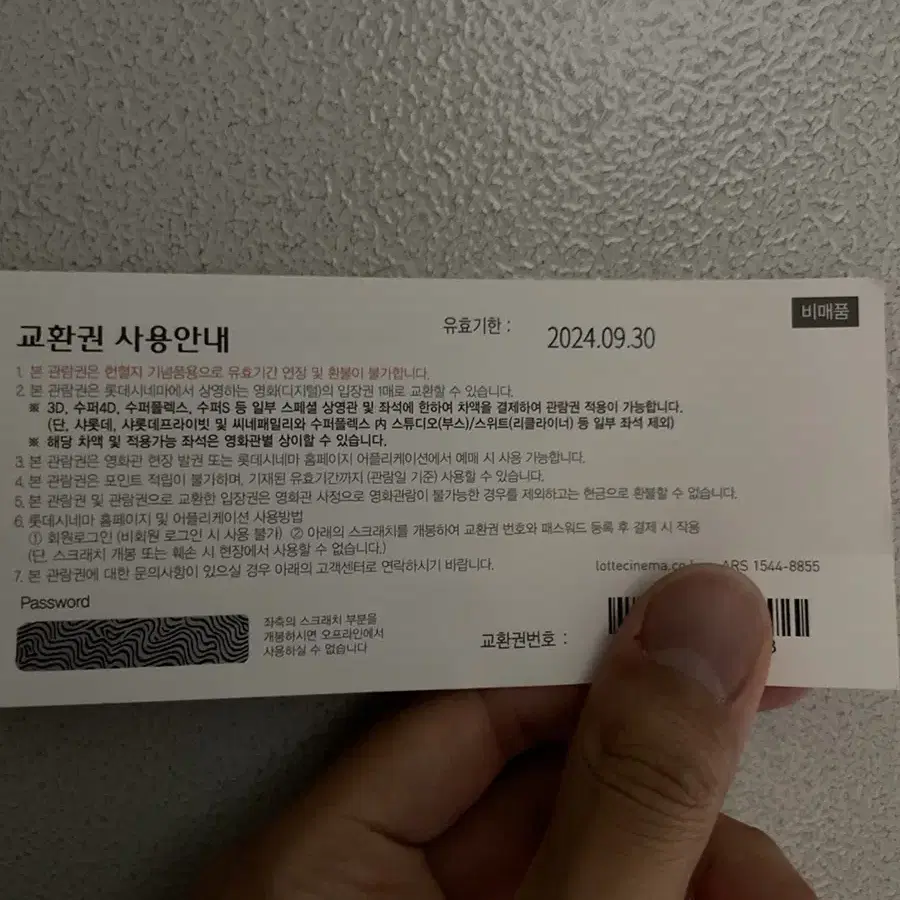 비매품
교환권 사용안내
유효기한 :
2024.09.30
1. 본 관람권은 헌혈자 기념품용으로 유효기간 연장 및 환불이 불가합니다.
2. 본 관람권은 롯데시네마에서 상영하는 영화(디지털)의 입장권 1매로 교환할 수 있습니다.
※ 3D, 수퍼4D, 수퍼플렉스, 수퍼S 등 일부 스페셜 상영관 및 좌석에 한하여 차액을 결제하여 관람권 적용이 가능합니다.
(단, 샤롯데, 샤롯데프라이빗 및 씨네패밀리와 수퍼플렉스 內 스튜디오(부스)/스위트(리클라이너) 등 일부 좌석 제외)
※ 해당 차액 및 적용가능 좌석은 영화관별 상이할 수 있습니다.
3. 본 관람권은 영화관 현장 발권 또는 롯데시네마 홈페이지 어플리케이션에서 예매 시 사용 가능합니다.
4. 본 관람권은 포인트 적립이 불가하며, 기재된 유효기간까지 (관람일 기준) 사용할 수 있습니다.
5. 본 관람권 및 관람권으로 교환한 입장권은 영화관 사정으로 영화관람이 불가능한 경우를 제외하고는 현금으로 환불할 수 없습니다.
6. 롯데시네마 홈페이지 및 어플리케이션 사용방법
① 회원로그인 (비회원 로그인 시 사용 불가) ② 아래의 스크래치를 개봉하여 교환권 번호와 패스워드 등록 후 결제 시 적용
(단, 스크래치 개봉 또는 훼손 시 현장에서 사용할 수 없습니다.)
7. 본 관람권에 대한 문의사항이 있으실 경우 아래의 고객센터로 연락하시기 바랍니다.
lottecinema.co ARS 1544-8855
Password
좌측의 스크래치 부분을
개봉하시면 오프라인에서
사용하실 수 없습니다
교환권번호 :